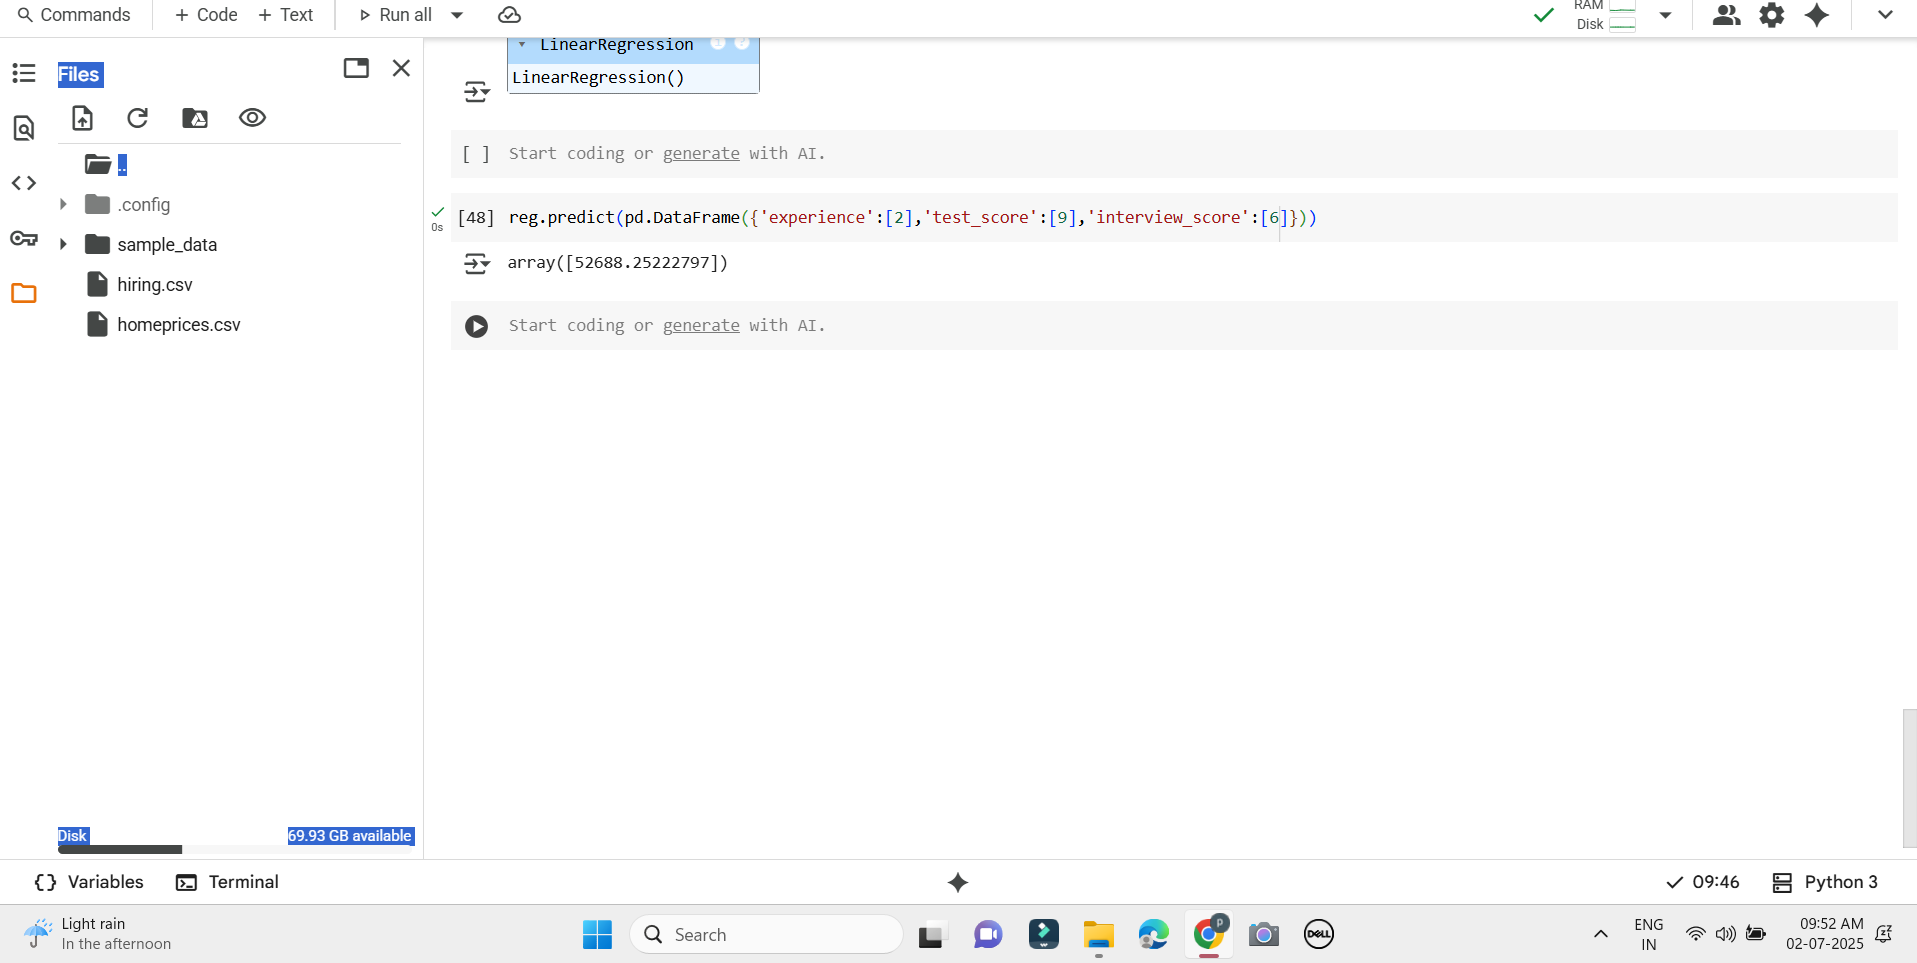 Commands
+ Code + Text
Run all
RAM
Disk
Files
..
.config
sample_data
hiring.csv
homeprices.csv
Disk 69.93 GB available
LinearRegression
LinearRegression()
[ ] Start coding or generate with AI.
0s
[48] reg.predict(pd.DataFrame({'experience':[2],'test_score':[9],'interview_score':[6]}))
array([52688.25222797])
Start coding or generate with AI.
{} Variables
Terminal
09:46
Python 3
Light rain
In the afternoon
Search
P
DELL
ENG
IN
09:52 AM
02-07-2025